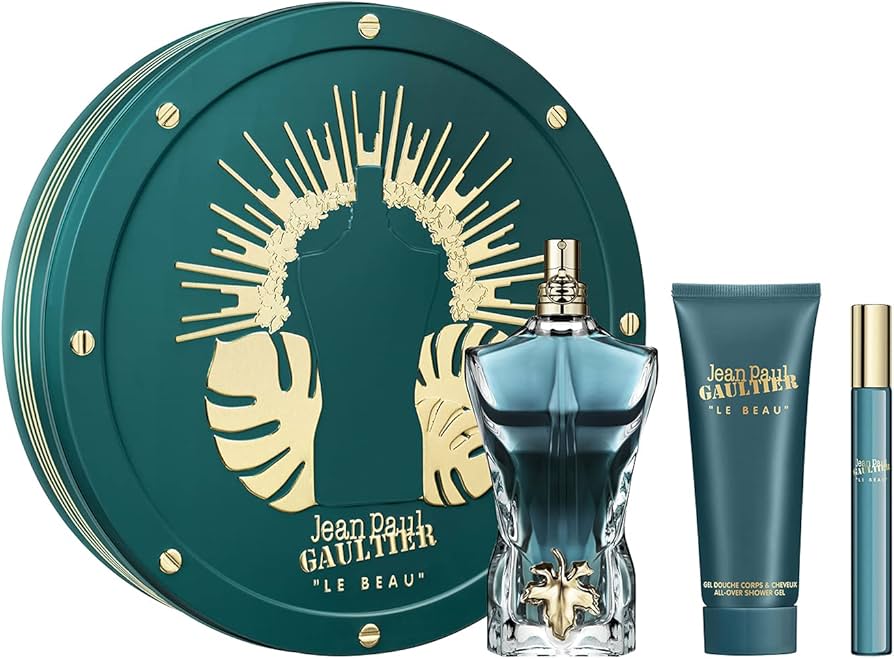 Jean Paul
GAULTIER
"LE BEAU"
Jean Paul
GAULTIER
"LE BEAU"
GEL DOUCHE CORPS & CHEVEUX
ALL-OVER SHOWER GEL
Jean Paul
GAULTIER
"LE BEAU"